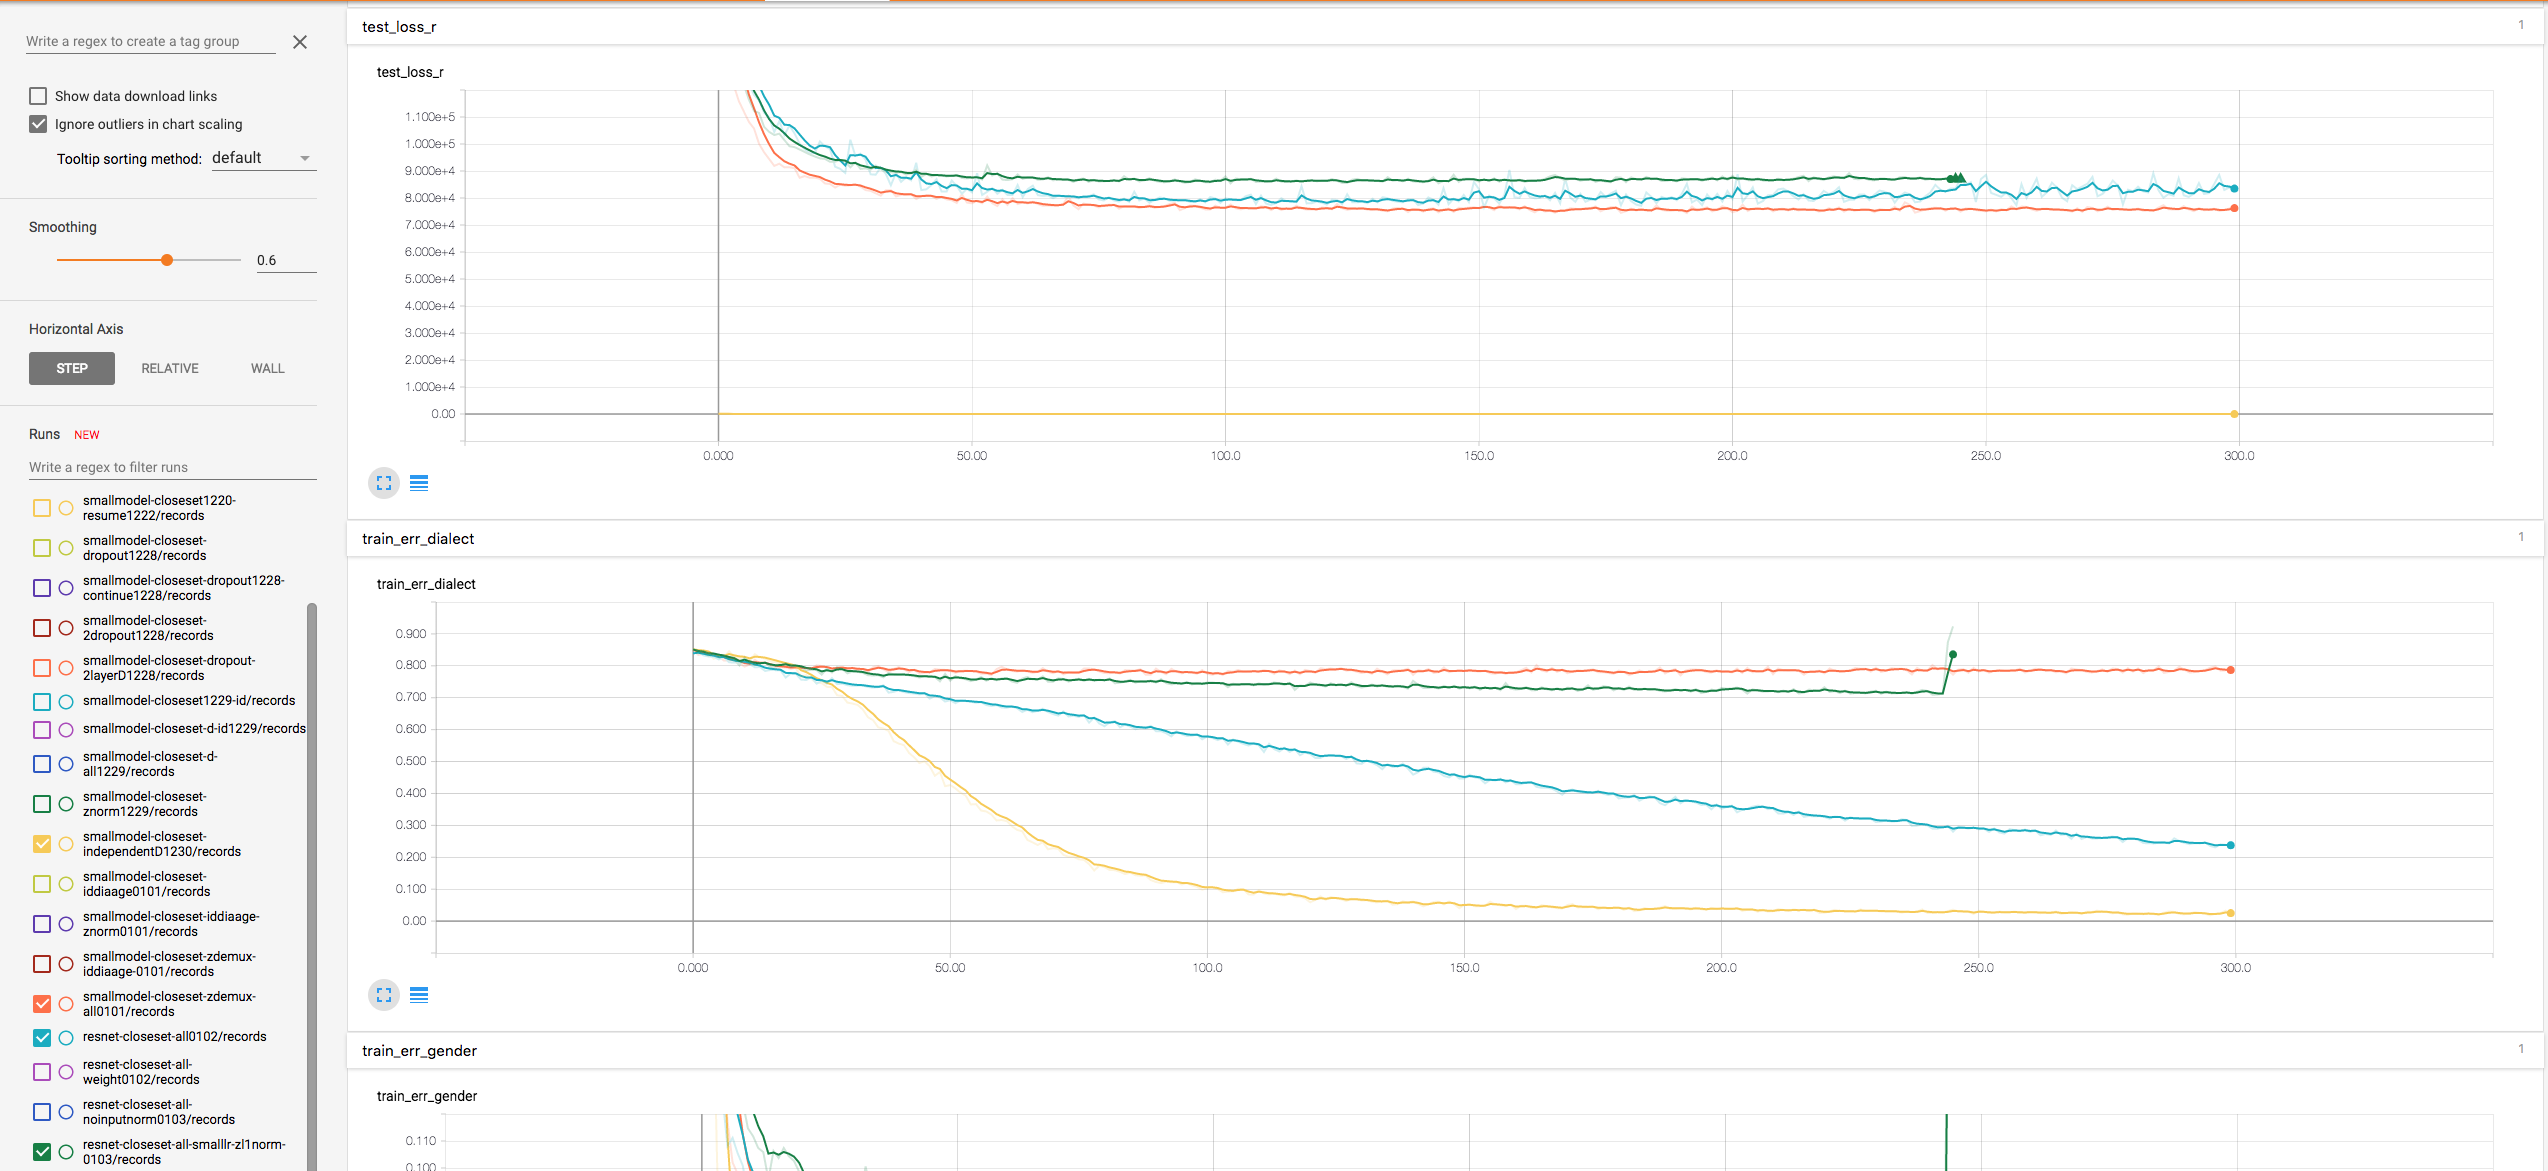 Write a regex to create a tag group
Show data download links
Ignore outliers in chart scaling
Tooltip sorting method: default
Smoothing
0.6
Horizontal Axis
STEP RELATIVE WALL
Runs NEW
Write a regex to filter runs
smallmodel-closeset1220-
resume1222/records
smallmodel-closeset-
dropout1228/records
smallmodel-closeset-dropout1228-
continue1228/records
smallmodel-closeset-
2dropout1228/records
smallmodel-closeset-dropout-
2layerD1228/records
smallmodel-closeset1229-id/records
smallmodel-closeset-d-id1229/records
smallmodel-closeset-d-
all1229/records
smallmodel-closeset-
znorm1229/records
smallmodel-closeset-
independentD1230/records
smallmodel-closeset-
iddiaage0101/records
smallmodel-closeset-iddiaage-
znorm0101/records
smallmodel-closeset-zdemux-
iddiaage-0101/records
smallmodel-closeset-zdemux-
all0101/records
resnet-closeset-all0102/records
resnet-closeset-all-
weight0102/records
resnet-closeset-all-
noinputnorm0103/records
resnet-closeset-all-smalllr-zl1norm-
0103/records
test_loss_r 1
test_loss_r
1.100e+5
1.000e+5
9.000e+4
8.000e+4
7.000e+4
6.000e+4
5.000e+4
4.000e+4
3.000e+4
2.000e+4
1.000e+4
0.00
0.000 50.00 100.0 150.0 200.0 250.0 300.0
train_err_dialect 1
train_err_dialect
0.900
0.800
0.700
0.600
0.500
0.400
0.300
0.200
0.100
0.00
0.000 50.00 100.0 150.0 200.0 250.0 300.0
train_err_gender 1
train_err_gender
0.110
0.100